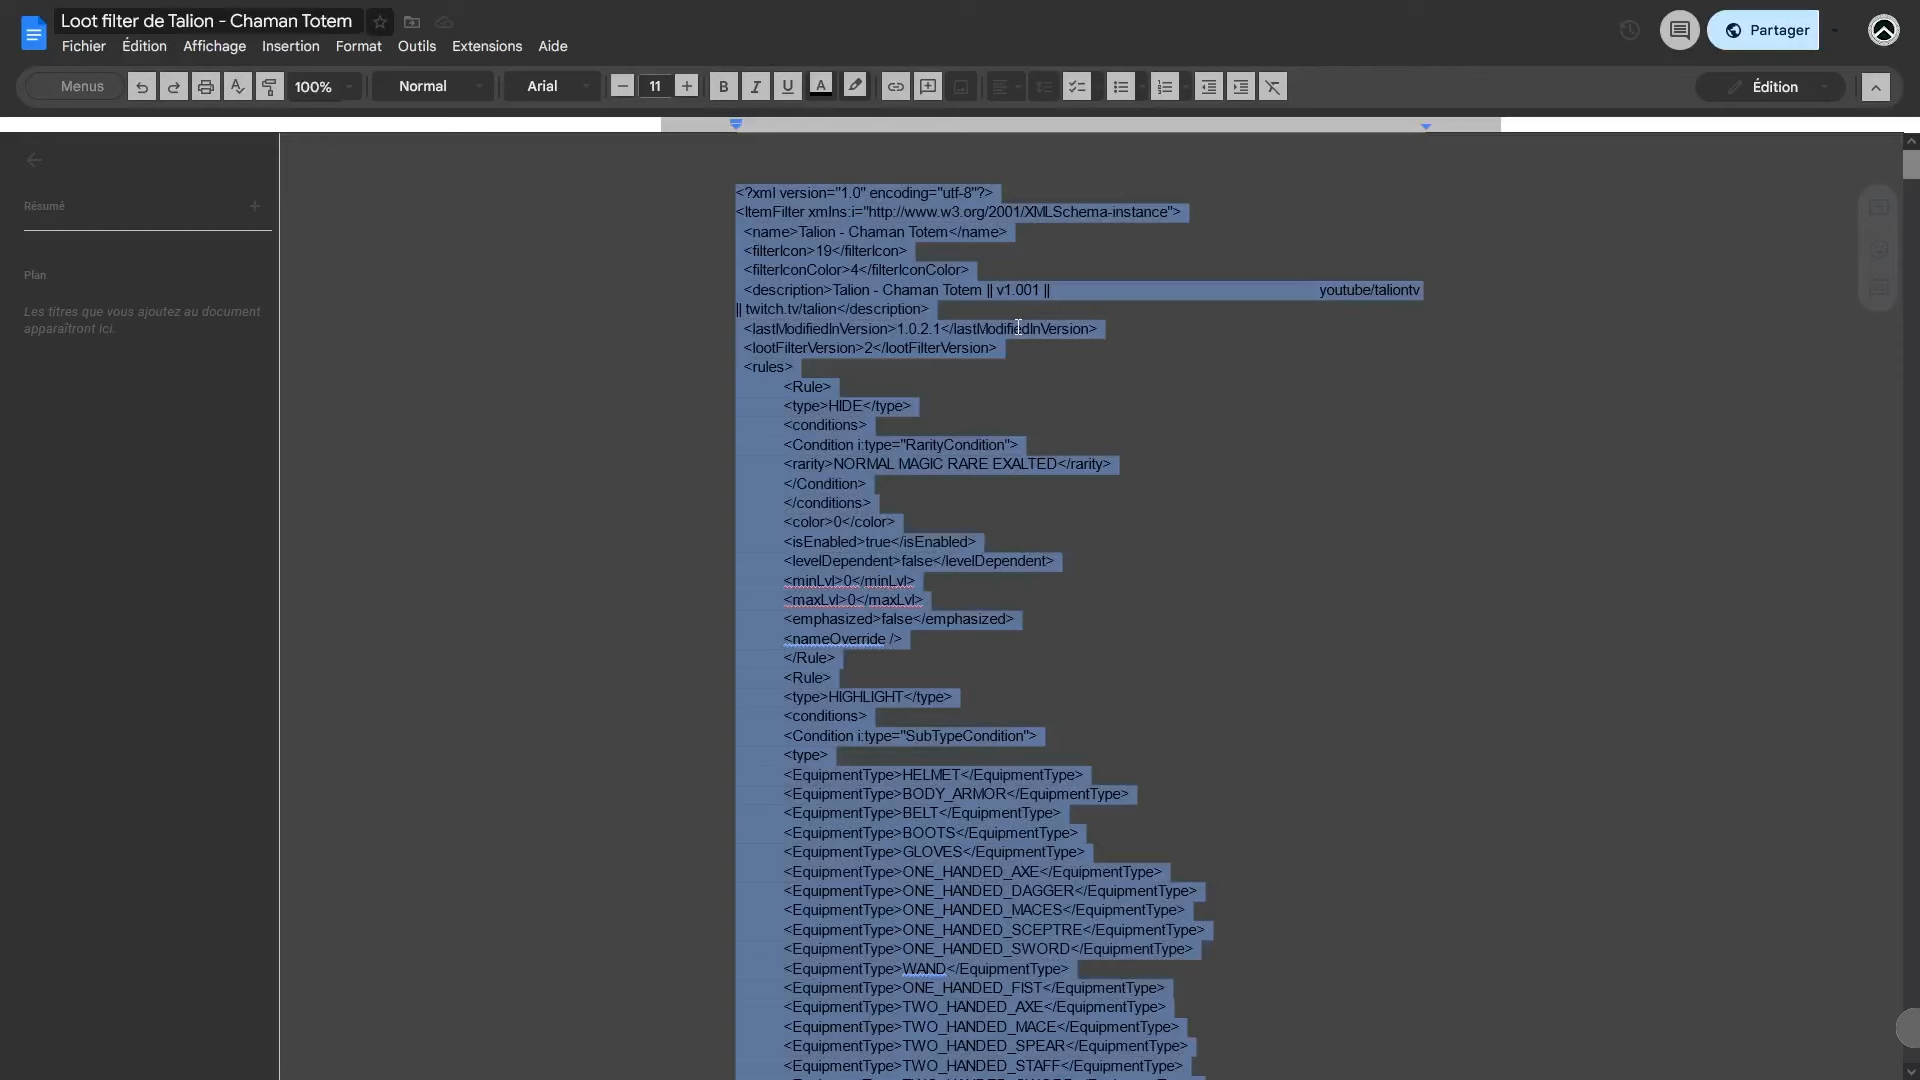 Loot filter de Talion - Chaman Totem
Fichier Édition Affichage Insertion Format Outils Extensions Aide
Partager
Menus 100% Normal Arial 11 B I U A Édition
Résumé
Plan
Les titres que vous ajoutez au document
apparaîtront ici.
<?xml version="1.0" encoding="utf-8"?>
<ItemFilter xmlns:i="http://www.w3.org/2001/XMLSchema-instance">
<name>Talion - Chaman Totem</name>
<filterIcon>19</filterIcon>
<filterIconColor>4</filterIconColor>
<description>Talion - Chaman Totem || v1.001 || youtube/taliontv
|| twitch.tv/talion</description>
<lastModifiedInVersion>1.0.2.1</lastModifiedInVersion>
<lootFilterVersion>2</lootFilterVersion>
<rules>
<Rule>
<type>HIDE</type>
<conditions>
<Condition i:type="RarityCondition">
<rarity>NORMAL MAGIC RARE EXALTED</rarity>
</Condition>
</conditions>
<color>0</color>
<isEnabled>true</isEnabled>
<levelDependent>false</levelDependent>
<minLvl>0</minLvl>
<maxLvl>0</maxLvl>
<emphasized>false</emphasized>
<nameOverride />
</Rule>
<Rule>
<type>HIGHLIGHT</type>
<conditions>
<Condition i:type="SubTypeCondition">
<type>
<EquipmentType>HELMET</EquipmentType>
<EquipmentType>BODY_ARMOR</EquipmentType>
<EquipmentType>BELT</EquipmentType>
<EquipmentType>BOOTS</EquipmentType>
<EquipmentType>GLOVES</EquipmentType>
<EquipmentType>ONE_HANDED_AXE</EquipmentType>
<EquipmentType>ONE_HANDED_DAGGER</EquipmentType>
<EquipmentType>ONE_HANDED_MACES</EquipmentType>
<EquipmentType>ONE_HANDED_SCEPTRE</EquipmentType>
<EquipmentType>ONE_HANDED_SWORD</EquipmentType>
<EquipmentType>WAND</EquipmentType>
<EquipmentType>ONE_HANDED_FIST</EquipmentType>
<EquipmentType>TWO_HANDED_AXE</EquipmentType>
<EquipmentType>TWO_HANDED_MACE</EquipmentType>
<EquipmentType>TWO_HANDED_SPEAR</EquipmentType>
<EquipmentType>TWO_HANDED_STAFF</EquipmentType>